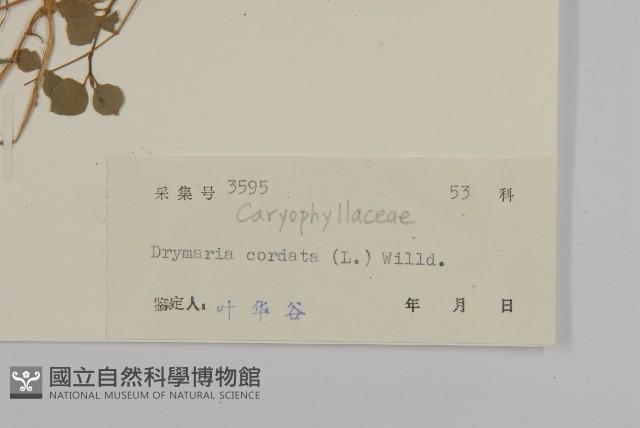 采集号 3595 53 科
Caryophyllaceae
Drymaria cordata (L.) Willd.
鉴定人: 叶华谷 年 月 日
國立自然科學博物館
NATIONAL MUSEUM OF NATURAL SCIENCE